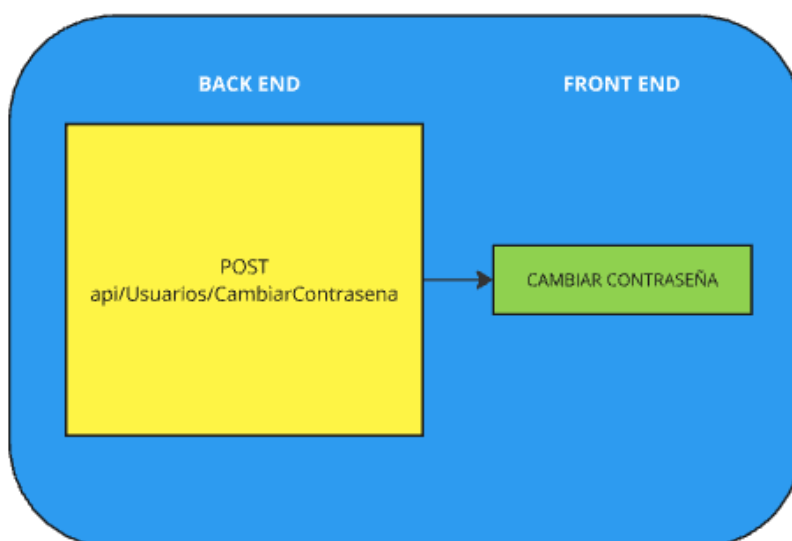 BACK END
FRONT END
POST
api/Usuarios/CambiarContrasena
CAMBIAR CONTRASEÑA